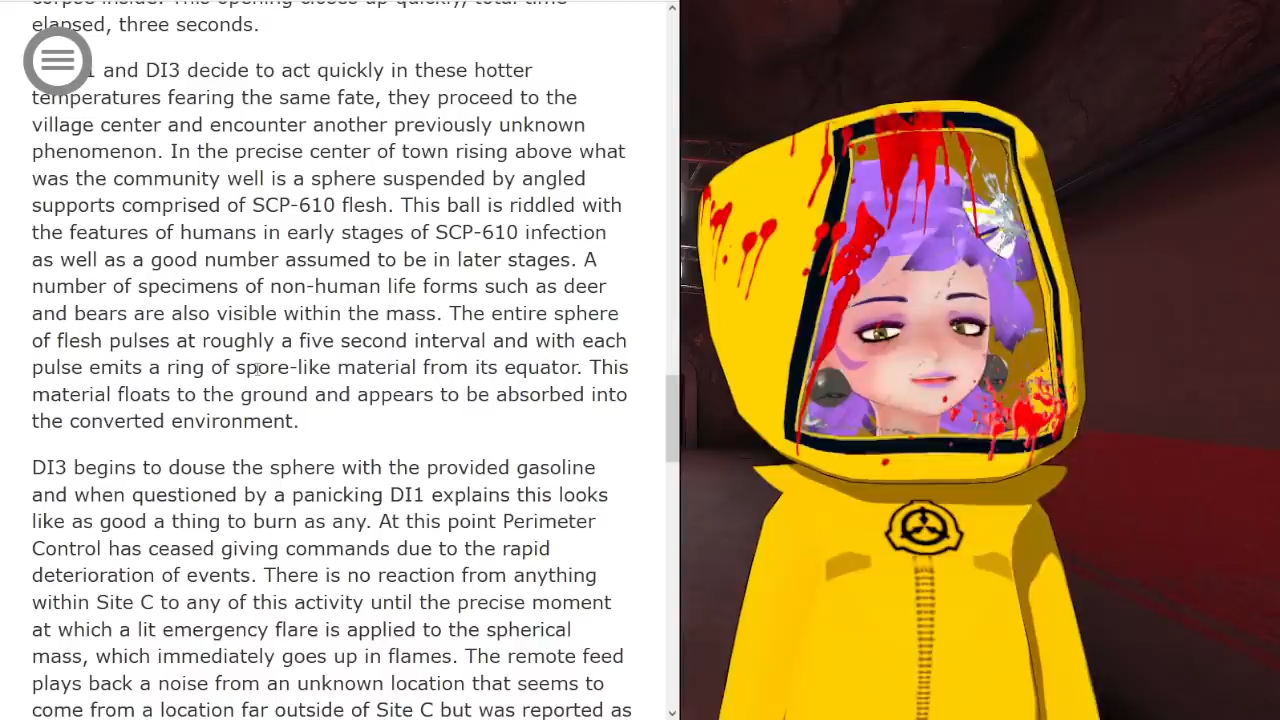 elapsed, three seconds.
and DI3 decide to act quickly in these hotter
temperatures fearing the same fate, they proceed to the
village center and encounter another previously unknown
phenomenon. In the precise center of town rising above what
was the community well is a sphere suspended by angled
supports comprised of SCP-610 flesh. This ball is riddled with
the features of humans in early stages of SCP-610 infection
as well as a good number assumed to be in later stages. A
number of specimens of non-human life forms such as deer
and bears are also visible within the mass. The entire sphere
of flesh pulses at roughly a five second interval and with each
pulse emits a ring of spore-like material from its equator. This
material floats to the ground and appears to be absorbed into
the converted environment.
DI3 begins to douse the sphere with the provided gasoline
and when questioned by a panicking DI1 explains this looks
like as good a thing to burn as any. At this point Perimeter
Control has ceased giving commands due to the rapid
deterioration of events. There is no reaction from anything
within Site C to any of this activity until the precise moment
at which a lit emergency flare is applied to the spherical
mass, which immediately goes up in flames. The remote feed
plays back a noise from an unknown location that seems to
come from a location far outside of Site C but was reported as